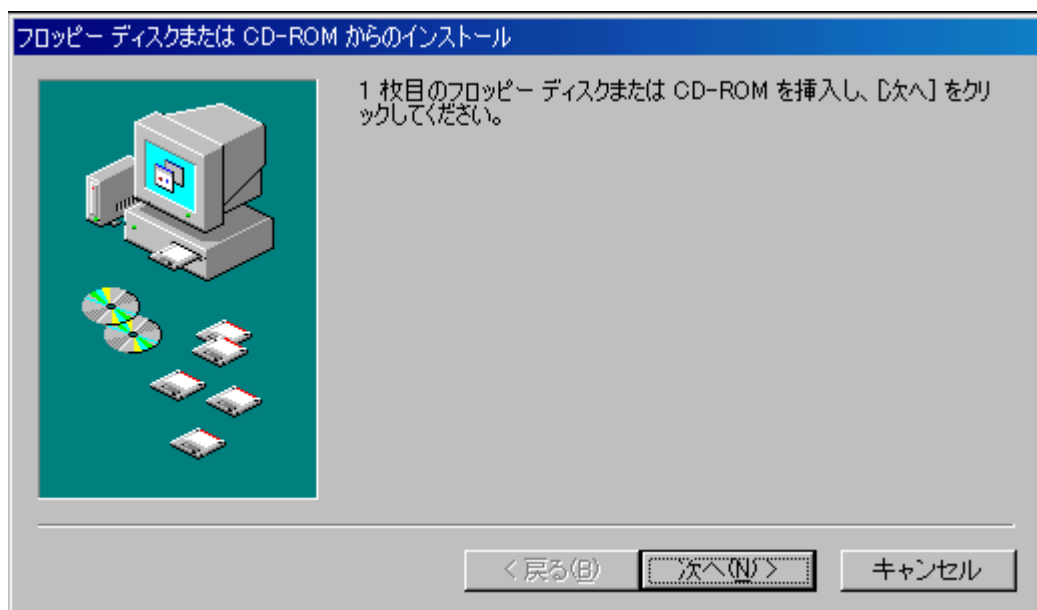 フロッピー ディスクまたは CD-ROM からのインストール
1 枚目のフロッピー ディスクまたは CD-ROM を挿入し、[次へ] をクリ
ックしてください。
< 戻る(B)
次へ(N) >
キャンセル